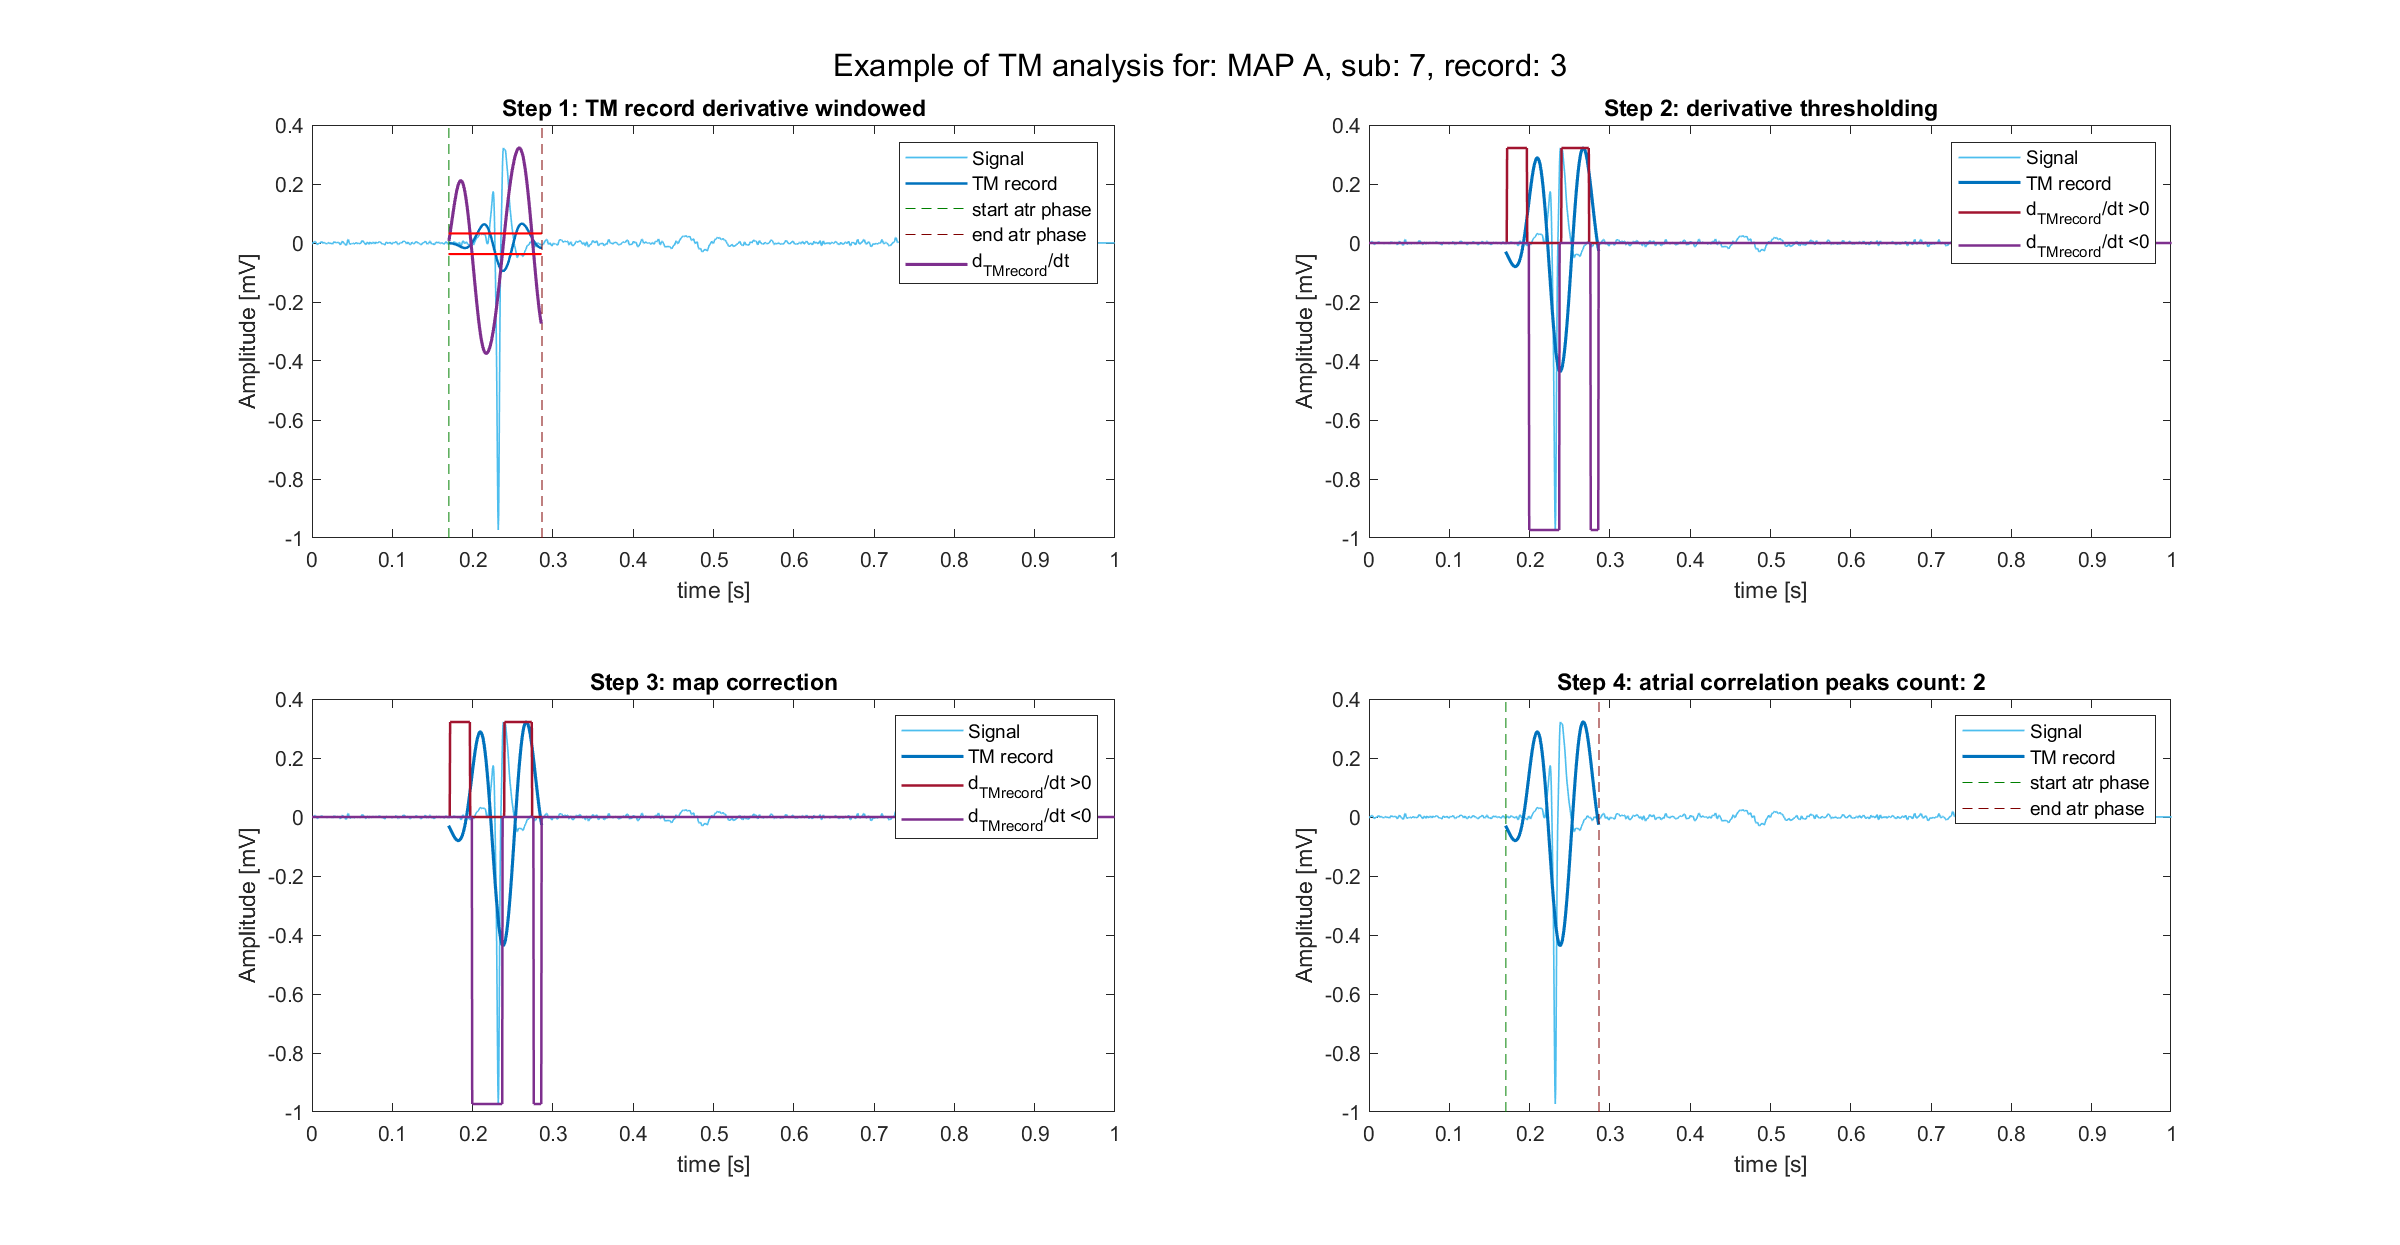 Example of TM analysis for: MAP A, sub: 7, record: 3
Step 1: TM record derivative windowed
0.4
0.2
0
-0.2
-0.4
-0.6
-0.8
-1
Amplitude [mV]
0 0.1 0.2 0.3 0.4 0.5 0.6 0.7 0.8 0.9 1
time [s]
Signal
TM record
start atr phase
end atr phase
dTMrecord/dt
Step 2: derivative thresholding
0.4
0.2
0
-0.2
-0.4
-0.6
-0.8
-1
Amplitude [mV]
0 0.1 0.2 0.3 0.4 0.5 0.6 0.7 0.8 0.9 1
time [s]
Signal
TM record
dTMrecord/dt >0
dTMrecord/dt <0
Step 3: map correction
0.4
0.2
0
-0.2
-0.4
-0.6
-0.8
-1
Amplitude [mV]
0 0.1 0.2 0.3 0.4 0.5 0.6 0.7 0.8 0.9 1
time [s]
Signal
TM record
dTMrecord/dt >0
dTMrecord/dt <0
Step 4: atrial correlation peaks count: 2
0.4
0.2
0
-0.2
-0.4
-0.6
-0.8
-1
Amplitude [mV]
0 0.1 0.2 0.3 0.4 0.5 0.6 0.7 0.8 0.9 1
time [s]
Signal
TM record
start atr phase
end atr phase